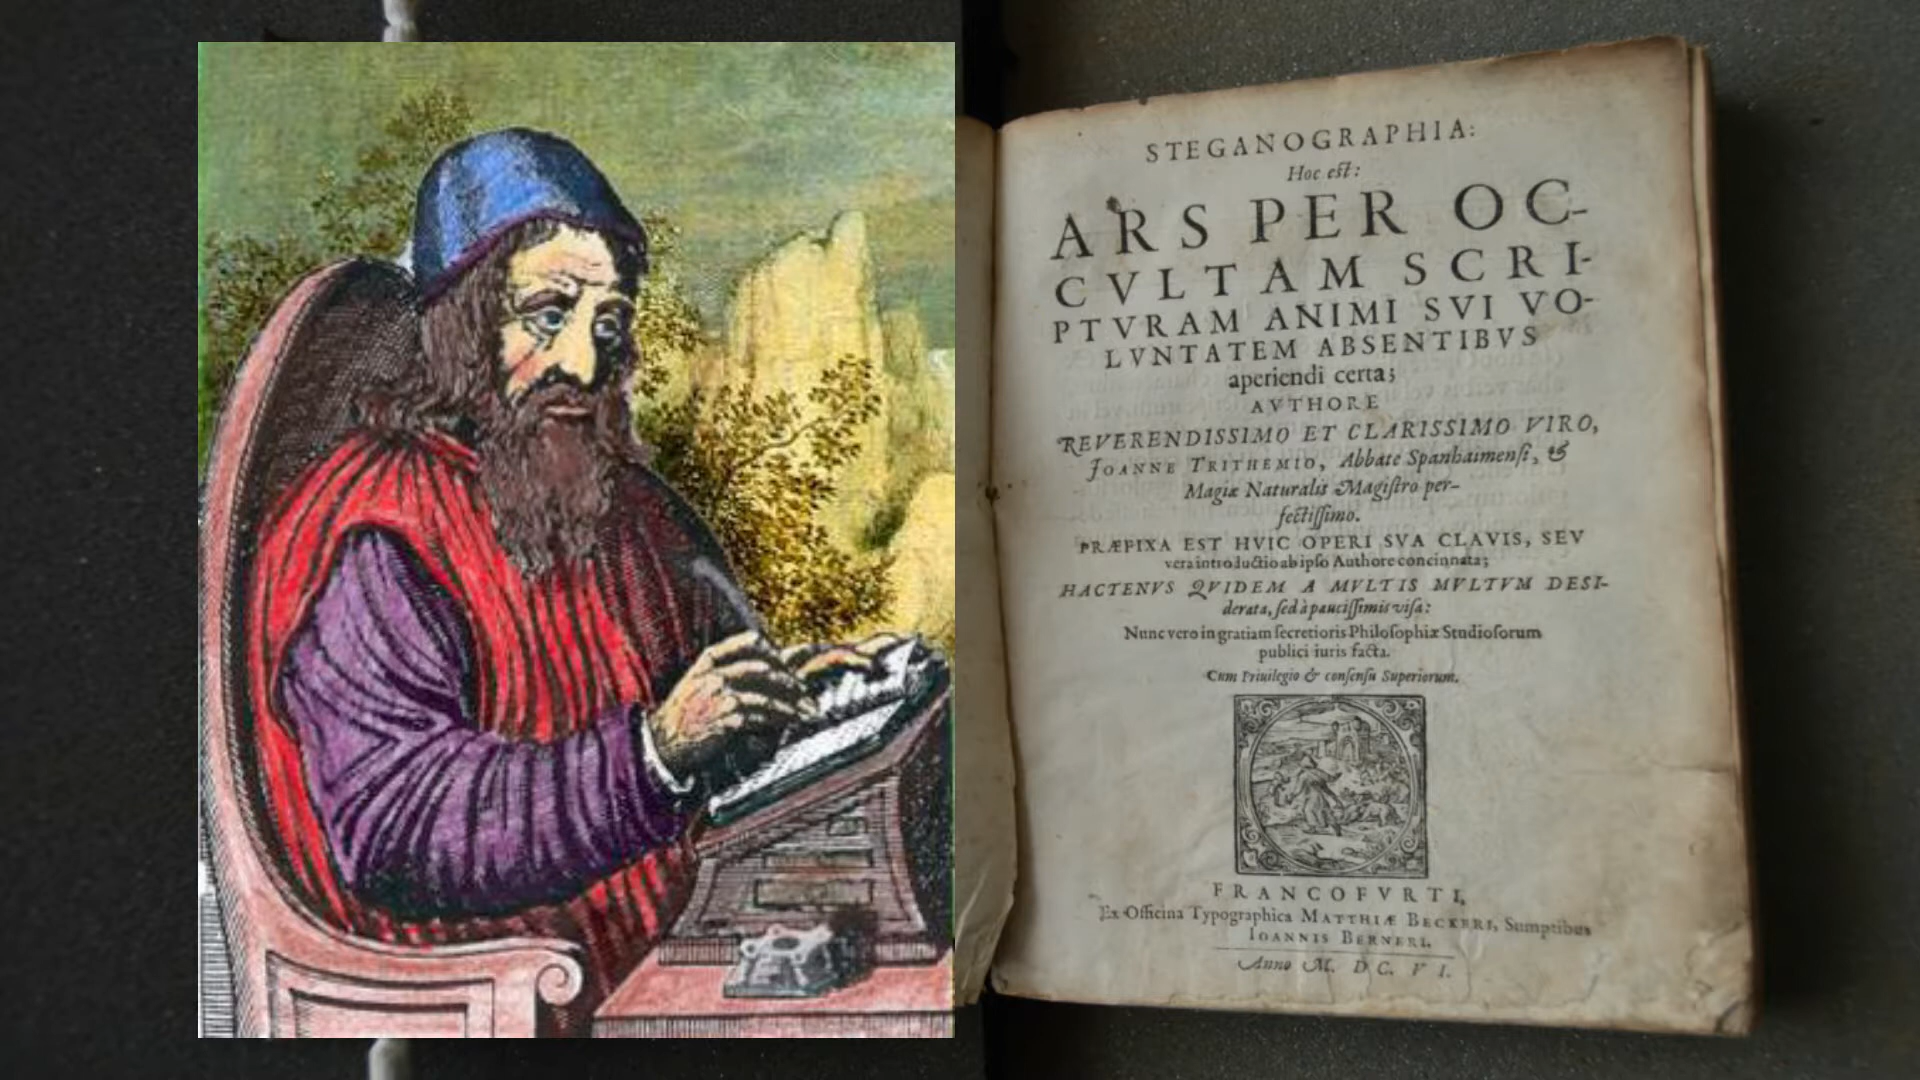 STEGANOGRAPHIA:
Hoc est:
ARS PER OC-
CVLTAM SCRI-
PTVRAM ANIMI SVI VO-
LVNTATEM ABSENTIBVS
aperiendi certa;
AVTHORE
REVERENDISSIMO ET CLARISSIMO VIRO,
JOANNE TRITHEMIO, Abbate Spanhaimensi, &
Magiæ Naturalis Magistro per-
fectissimo.
PRÆFIXA EST HVIC OPERI SVA CLAVIS, SEV
vera introductio ab ipso Authore concinnata;
HACTENVS QVIDEM A MVLTIS MVLTVM DESI-
derata, sed à paucissimis visa:
Nunc vero in gratiam secretioris Philosophiæ Studiosorum
publici iuris facta.
Cum Priuilegio & consensu Superiorum.
FRANCOFVRTI,
Ex Officina Typographica MATTHIÆ BECKERI, Sumptibus
IOANNIS BERNERI.
Anno M. DC. VI.